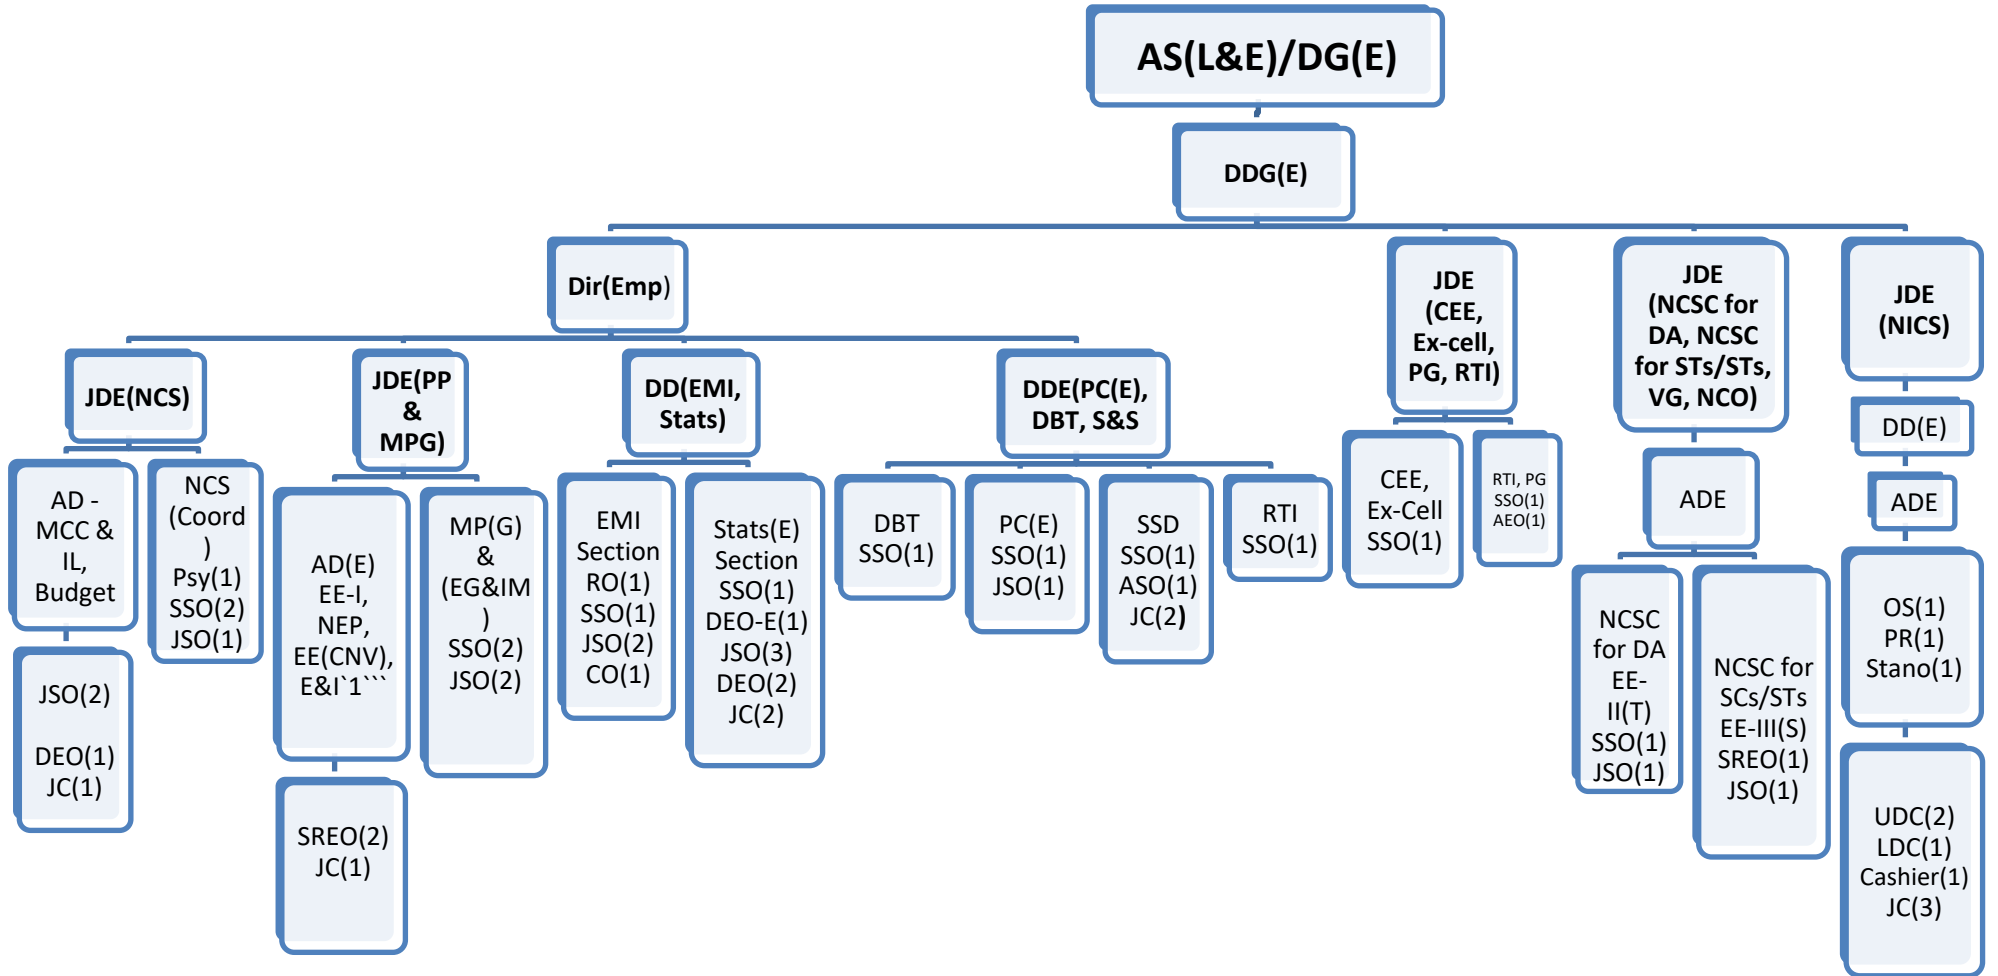 AS(L&E)/DG(E)
DDG(E)
Dir(Emp)
JDE
(CEE,
Ex-cell,
PG, RTI)
JDE
(NCSC for
DA, NCSC
for STs/STs,
VG, NCO)
JDE
(NICS)
JDE(NCS)
JDE(PP
&
MPG)
DD(EMI,
Stats)
DDE(PC(E),
DBT, S&S
AD -
MCC &
IL,
Budget
JSO(2)
DEO(1)
JC(1)
NCS
(Coord
)
Psy(1)
SSO(2)
JSO(1)
AD(E)
EE-I,
NEP,
EE(CNV),
E&I`1```
SREO(2)
JC(1)
MP(G)
&
(EG&IM
)
SSO(2)
JSO(2)
EMI
Section
RO(1)
SSO(1)
JSO(2)
CO(1)
Stats(E)
Section
SSO(1)
DEO-E(1)
JSO(3)
DEO(2)
JC(2)
DBT
SSO(1)
PC(E)
SSO(1)
JSO(1)
SSD
SSO(1)
ASO(1)
JC(2)
RTI
SSO(1)
CEE,
Ex-Cell
SSO(1)
RTI, PG
SSO(1)
AEO(1)
ADE
NCSC
for DA
EE-
II(T)
SSO(1)
JSO(1)
NCSC for
SCs/STs
EE-III(S)
SREO(1)
JSO(1)
DD(E)
ADE
OS(1)
PR(1)
Stano(1)
UDC(2)
LDC(1)
Cashier(1)
JC(3)